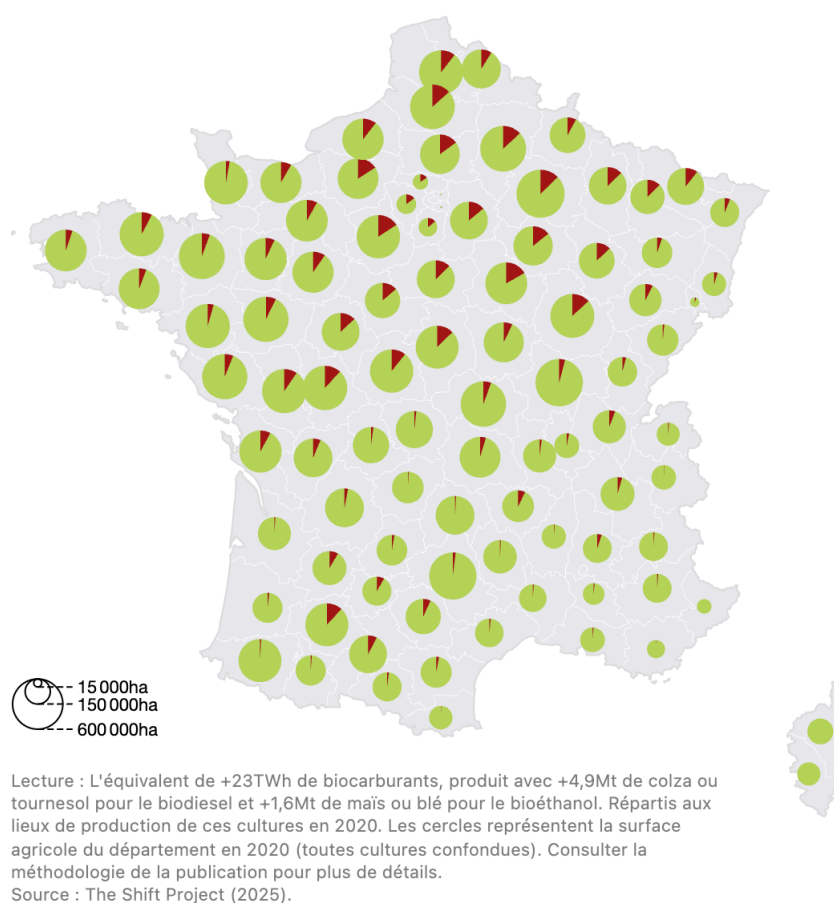 15 000ha
150 000ha
600 000ha
Lecture : L'équivalent de +23TWh de biocarburants, produit avec +4,9Mt de colza ou
tournesol pour le biodiesel et +1,6Mt de maïs ou blé pour le bioéthanol. Répartis aux
lieux de production de ces cultures en 2020. Les cercles représentent la surface
agricole du département en 2020 (toutes cultures confondues). Consulter la
méthodologie de la publication pour plus de détails.
Source : The Shift Project (2025).